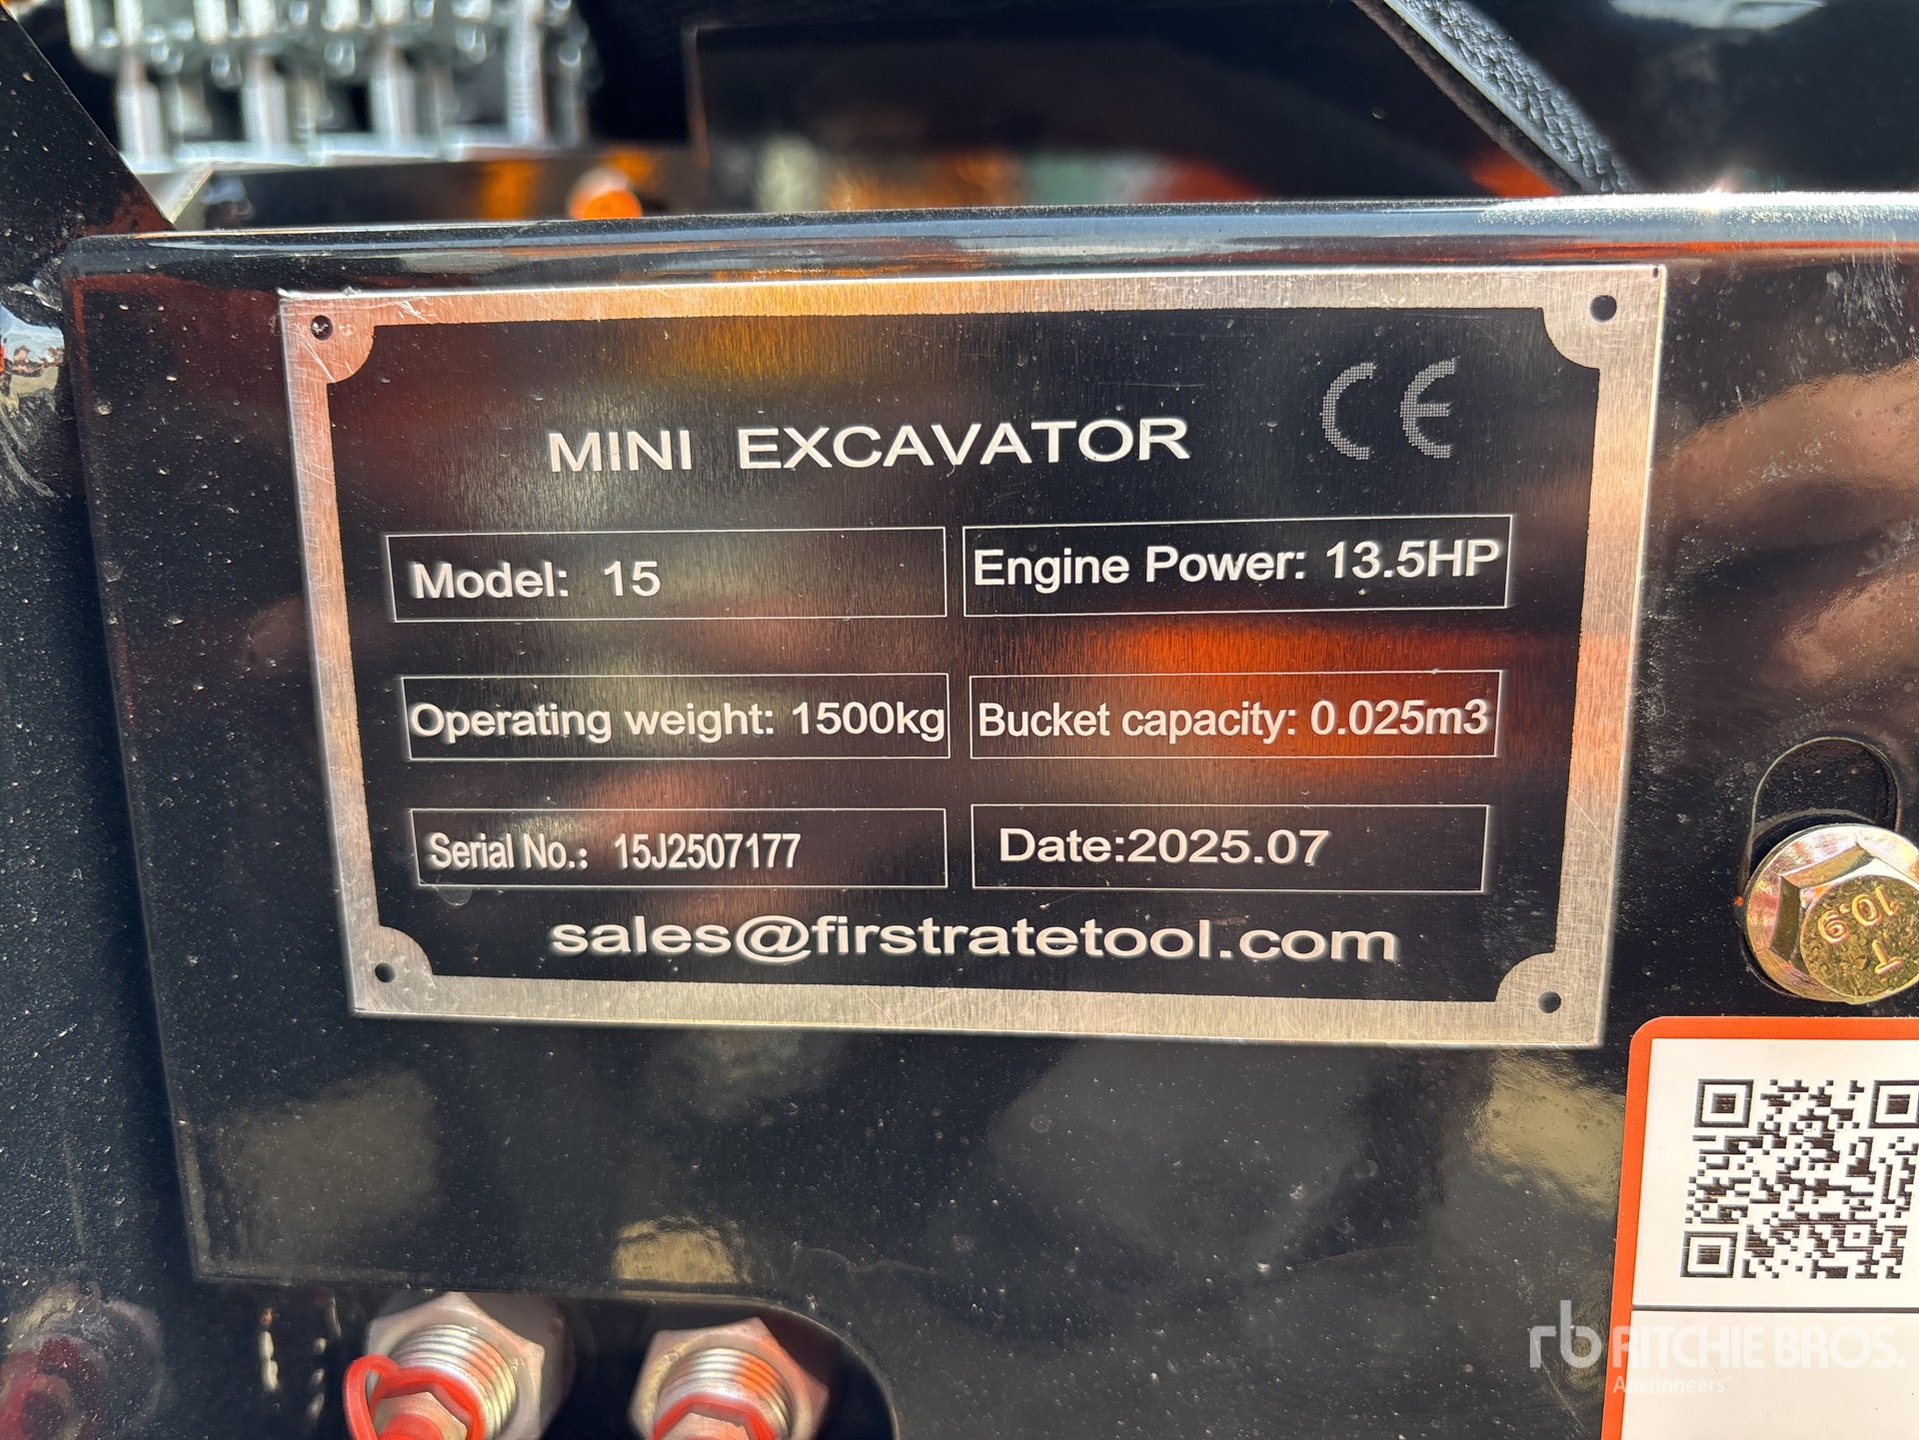 CE
MINI EXCAVATOR
Model: 15
Engine Power: 13.5HP
Operating weight: 1500kg
Bucket capacity: 0.025m3
Serial No.: 15J2507177
Date:2025.07
sales@firstratetool.com
10.9
T
rb RITCHIE BROS.
Auctioneers